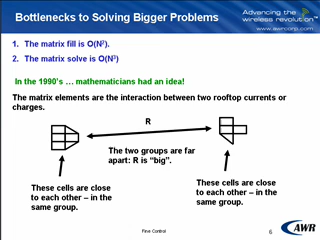 Bottlenecks to Solving Bigger Problems
Advancing the
wireless revolution™
www.awrcorp.com
1. The matrix fill is O(N²).
2. The matrix solve is O(N³)
In the 1990's … mathematicians had an idea!
The matrix elements are the interaction between two rooftop currents or
charges.
R
The two groups are far
apart: R is “big”.
These cells are close
to each other – in the
same group.
These cells are close
to each other – in the
same group.
Fine Control
6
AWR